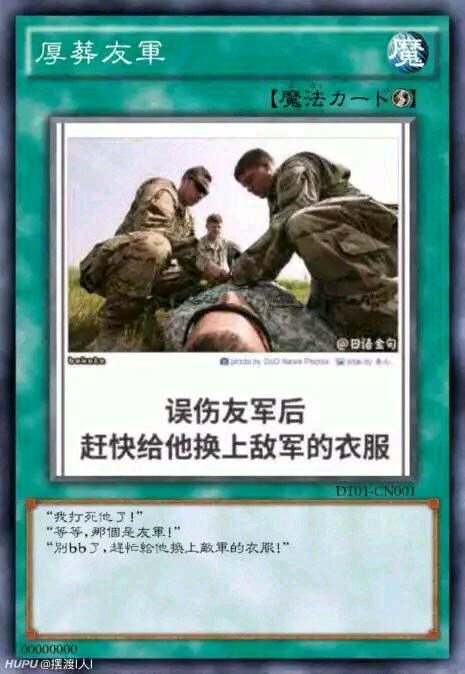 厚葬友軍
魔
【魔法カード】
@日语金句
bokete
photo by DoD News Photos
误伤友军后
赶快给他换上敌军的衣服
DT01-CN001
“我打死他了!”
“等等,那個是友軍!”
“別bb了,趕忙給他換上敵軍的衣服!”
00000000
HUPU @摆渡|人|